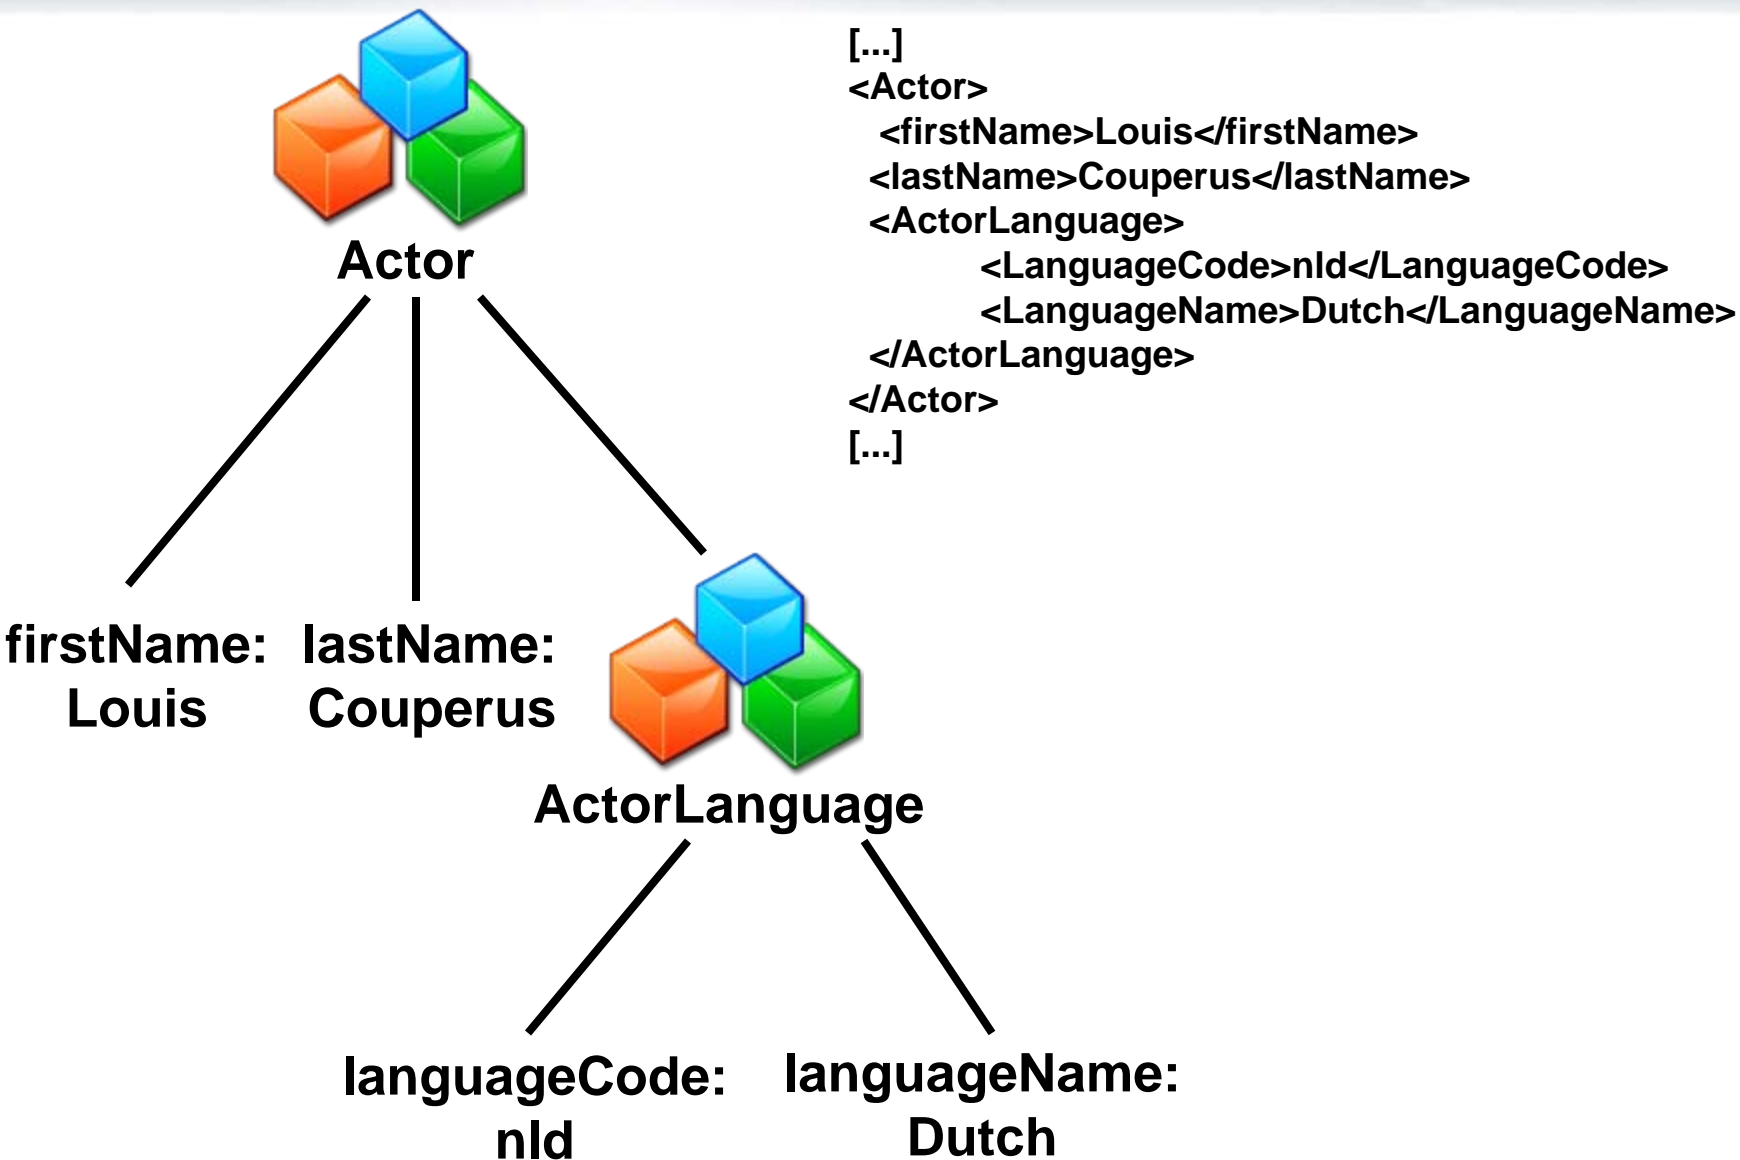 [...]
<Actor>
<firstName>Louis</firstName>
<lastName>Couperus</lastName>
<ActorLanguage>
<LanguageCode>nld</LanguageCode>
<LanguageName>Dutch</LanguageName>
</ActorLanguage>
</Actor>
[...]
Actor
firstName:
Louis
lastName:
Couperus
ActorLanguage
languageCode:
nld
languageName:
Dutch